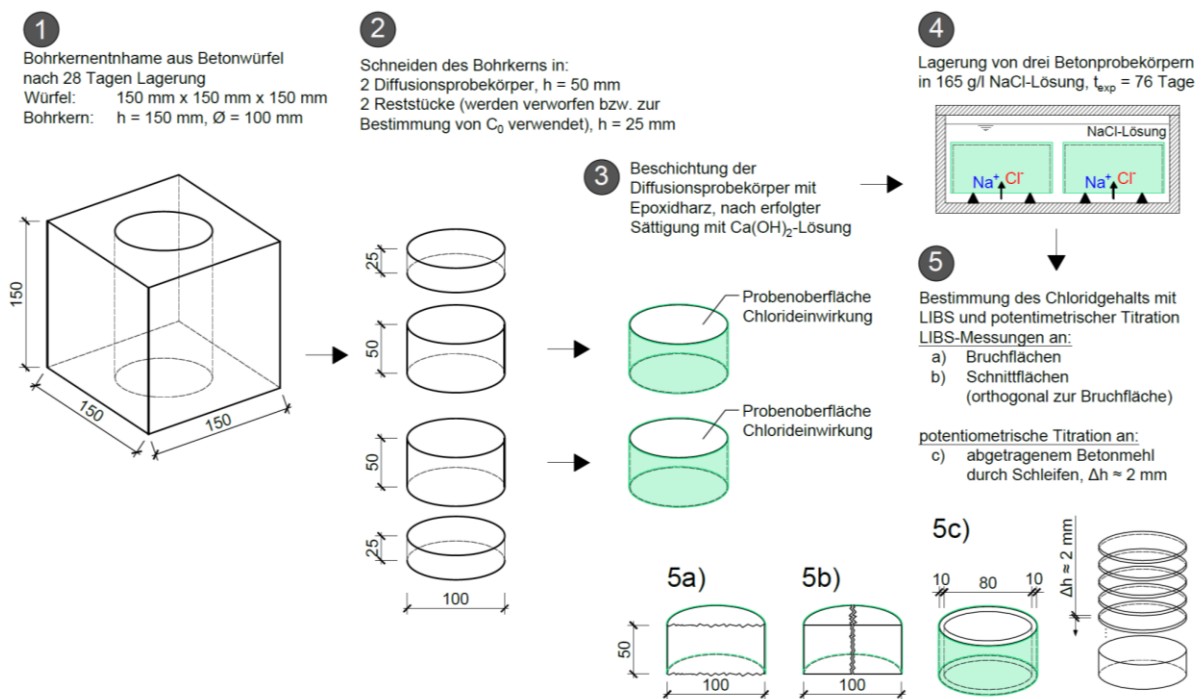 1
Bohrkernentnhame aus Betonwürfel
nach 28 Tagen Lagerung
Würfel: 150 mm x 150 mm x 150 mm
Bohrkern: h = 150 mm, Ø = 100 mm
150
150
150
2
Schneiden des Bohrkerns in:
2 Diffusionsprobekörper, h = 50 mm
2 Reststücke (werden verworfen bzw. zur
Bestimmung von C₀ verwendet), h = 25 mm
25
50
50
25
100
3
Beschichtung der
Diffusionsprobekörper mit
Epoxidharz, nach erfolgter
Sättigung mit Ca(OH)₂-Lösung
Probenoberfläche
Chlorideinwirkung
Probenoberfläche
Chlorideinwirkung
4
Lagerung von drei Betonprobekörpern
in 165 g/l NaCl-Lösung, t_exp = 76 Tage
NaCl-Lösung
Na⁺ Cl⁻
Na⁺ Cl⁻
5
Bestimmung des Chloridgehalts mit
LIBS und potentimetrischer Titration
LIBS-Messungen an:
a) Bruchflächen
b) Schnittflächen
(orthogonal zur Bruchfläche)
potentiometrische Titration an:
c) abgetragenem Betonmehl
durch Schleifen, Δh ≈ 2 mm
5a)
50
100
5b)
100
5c)
10 80 10
Δh ≈ 2 mm